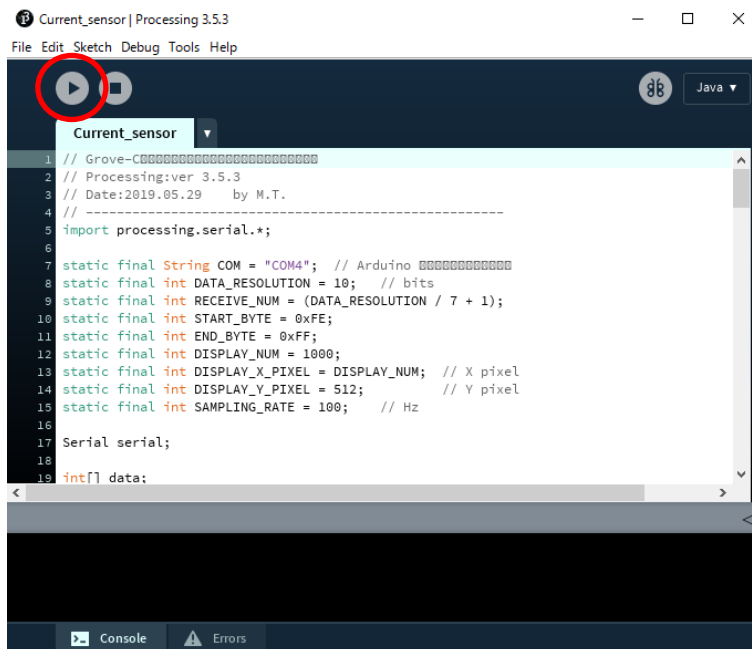 Current_sensor | Processing 3.5.3
File Edit Sketch Debug Tools Help
Java ▼
Current_sensor ▼
1 // Grove-C
2 // Processing:ver 3.5.3
3 // Date:2019.05.29    by M.T.
4 // ------------------------------------------------------
5 import processing.serial.*;
6
7 static final String COM = "COM4";  // Arduino
8 static final int DATA_RESOLUTION = 10;   // bits
9 static final int RECEIVE_NUM = (DATA_RESOLUTION / 7 + 1);
10 static final int START_BYTE = 0xFE;
11 static final int END_BYTE = 0xFF;
12 static final int DISPLAY_NUM = 1000;
13 static final int DISPLAY_X_PIXEL = DISPLAY_NUM;  // X pixel
14 static final int DISPLAY_Y_PIXEL = 512;          // Y pixel
15 static final int SAMPLING_RATE = 100;    // Hz
16
17 Serial serial;
18
19 int[] data;
Console
Errors